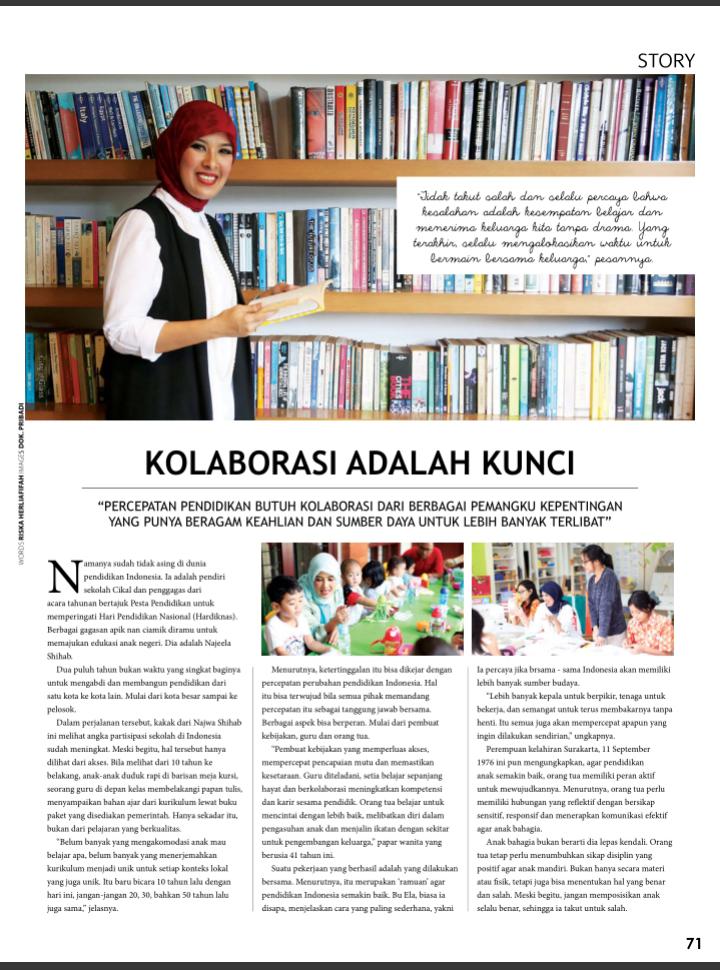 STORY
"Tidak takut salah dan selalu percaya bahwa
kesalahan adalah kesempatan belajar dan
menerima keluarga kita tanpa drama. Yang
terakhir, selalu mengalokasikan waktu untuk
bermain bersama keluarga," pesannya.
WORDS RISKA HERLIAFIFAH IMAGES DOK. PRIBADI
KOLABORASI ADALAH KUNCI
“PERCEPATAN PENDIDIKAN BUTUH KOLABORASI DARI BERBAGAI PEMANGKU KEPENTINGAN
YANG PUNYA BERAGAM KEAHLIAN DAN SUMBER DAYA UNTUK LEBIH BANYAK TERLIBAT”
Namanya sudah tidak asing di dunia
pendidikan Indonesia. Ia adalah pendiri
sekolah Cikal dan penggagas dari
acara tahunan bertajuk Pesta Pendidikan untuk
memperingati Hari Pendidikan Nasional (Hardiknas).
Berbagai gagasan apik nan ciamik diramu untuk
memajukan edukasi anak negeri. Dia adalah Najeela
Shihab.
Dua puluh tahun bukan waktu yang singkat baginya
untuk mengabdi dan membangun pendidikan dari
satu kota ke kota lain. Mulai dari kota besar sampai ke
pelosok.
Dalam perjalanan tersebut, kakak dari Najwa Shihab
ini melihat angka partisipasi sekolah di Indonesia
sudah meningkat. Meski begitu, hal tersebut hanya
dilihat dari akses. Bila melihat dari 10 tahun ke
belakang, anak-anak duduk rapi di barisan meja kursi,
seorang guru di depan kelas membelakangi papan tulis,
menyampaikan bahan ajar dari kurikulum lewat buku
paket yang disediakan pemerintah. Hanya sekadar itu,
bukan dari pelajaran yang berkualitas.
“Belum banyak yang mengakomodasi anak mau
belajar apa, belum banyak yang menerjemahkan
kurikulum menjadi unik untuk setiap konteks lokal
yang juga unik. Itu baru bicara 10 tahun lalu dengan
hari ini, jangan-jangan 20, 30, bahkan 50 tahun lalu
juga sama,” jelasnya.
Menurutnya, ketertinggalan itu bisa dikejar dengan
percepatan perubahan pendidikan Indonesia. Hal
itu bisa terwujud bila semua pihak memandang
percepatan itu sebagai tanggung jawab bersama.
Berbagai aspek bisa berperan. Mulai dari pembuat
kebijakan, guru dan orang tua.
“Pembuat kebijakan yang memperluas akses,
mempercepat pencapaian mutu dan memastikan
kesetaraan. Guru diteladani, setia belajar sepanjang
hayat dan berkolaborasi meningkatkan kompetensi
dan karir sesama pendidik. Orang tua belajar untuk
mencintai dengan lebih baik, melibatkan diri dalam
pengasuhan anak dan menjalin ikatan dengan sekitar
untuk pengembangan keluarga,” papar wanita yang
berusia 41 tahun ini.
Suatu pekerjaan yang berhasil adalah yang dilakukan
bersama. Menurutnya, itu merupakan ‘ramuan’ agar
pendidikan Indonesia semakin baik. Bu Ela, biasa ia
disapa, menjelaskan cara yang paling sederhana, yakni
Ia percaya jika brsama - sama Indonesia akan memiliki
lebih banyak sumber budaya.
“Lebih banyak kepala untuk berpikir, tenaga untuk
bekerja, dan semangat untuk terus membakarnya tanpa
henti. Itu semua juga akan mempercepat apapun yang
ingin dilakukan sendirian,” ungkapnya.
Perempuan kelahiran Surakarta, 11 September
1976 ini pun mengungkapkan, agar pendidikan
anak semakin baik, orang tua memiliki peran aktif
untuk mewujudkannya. Menurutnya, orang tua perlu
memiliki hubungan yang reflektif dengan bersikap
sensitif, responsif dan menerapkan komunikasi efektif
agar anak bahagia.
Anak bahagia bukan berarti dia lepas kendali. Orang
tua tetap perlu menumbuhkan sikap disiplin yang
positif agar anak mandiri. Bukan hanya secara materi
atau fisik, tetapi juga bisa menentukan hal yang benar
dan salah. Meski begitu, jangan memposisikan anak
selalu benar, sehingga ia takut untuk salah.
71